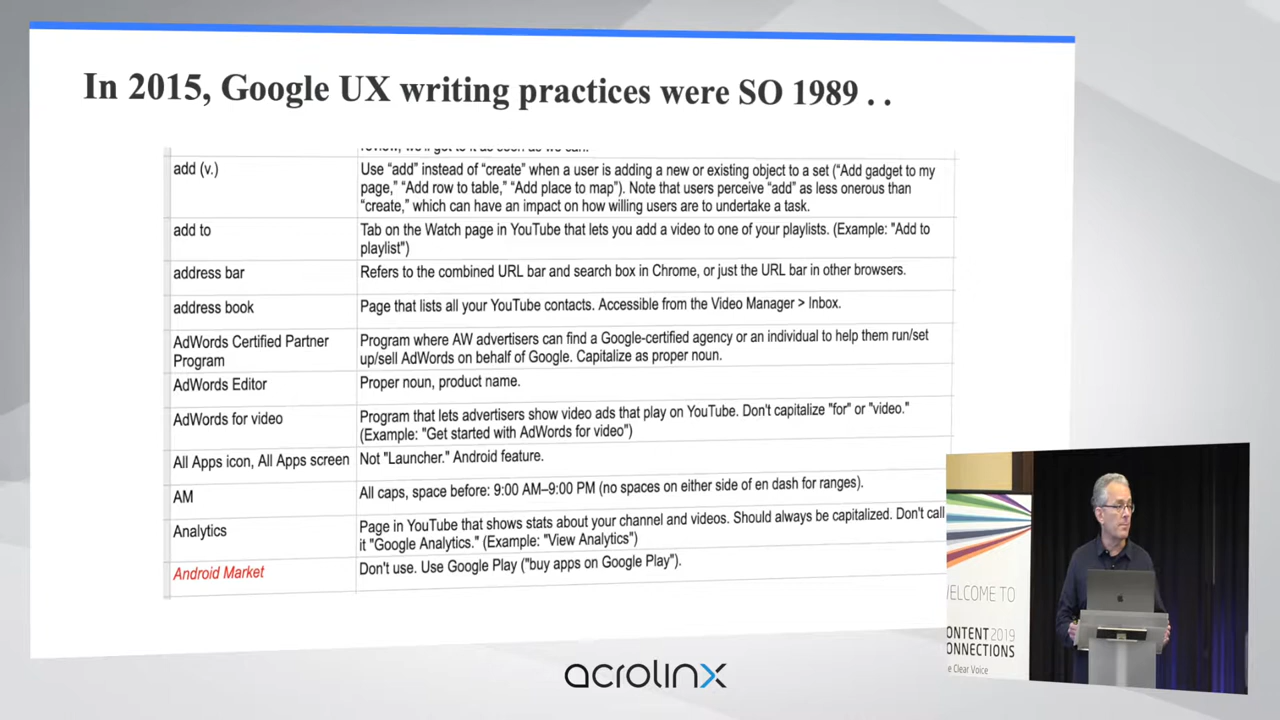 In 2015, Google UX writing practices were SO 1989 . .
review, we'll get to it as soon as we can.
add (v.)
Use “add” instead of “create” when a user is adding a new or existing object to a set (“Add gadget to my
page,” “Add row to table,” “Add place to map”). Note that users perceive “add” as less onerous than
“create,” which can have an impact on how willing users are to undertake a task.
add to
Tab on the Watch page in YouTube that lets you add a video to one of your playlists. (Example: "Add to
playlist")
address bar
Refers to the combined URL bar and search box in Chrome, or just the URL bar in other browsers.
address book
Page that lists all your YouTube contacts. Accessible from the Video Manager > Inbox.
AdWords Certified Partner
Program
Program where AW advertisers can find a Google-certified agency or an individual to help them run/set
up/sell AdWords on behalf of Google. Capitalize as proper noun.
AdWords Editor
Proper noun, product name.
AdWords for video
Program that lets advertisers show video ads that play on YouTube. Don't capitalize "for" or "video."
(Example: "Get started with AdWords for video")
All Apps icon, All Apps screen
Not "Launcher." Android feature.
AM
All caps, space before: 9:00 AM–9:00 PM (no spaces on either side of en dash for ranges).
Analytics
Page in YouTube that shows stats about your channel and videos. Should always be capitalized. Don't call
it "Google Analytics." (Example: "View Analytics")
Android Market
Don't use. Use Google Play ("buy apps on Google Play").
ELCOME TO
ONTENT 2019
ONNECTIONS
e Clear Voice
acrolinx